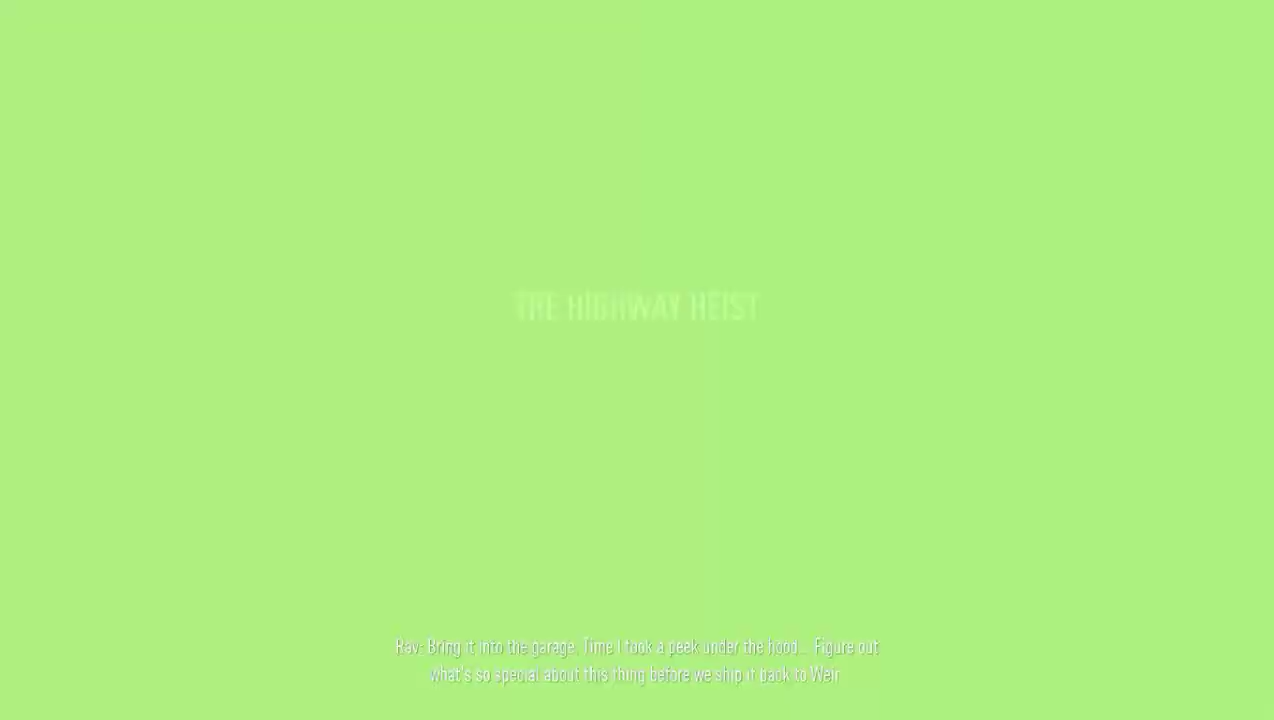 THE HIGHWAY HEIST
Rav: Bring it into the garage. Time I took a peek under the hood... Figure out
what's so special about this thing before we ship it back to Weir.